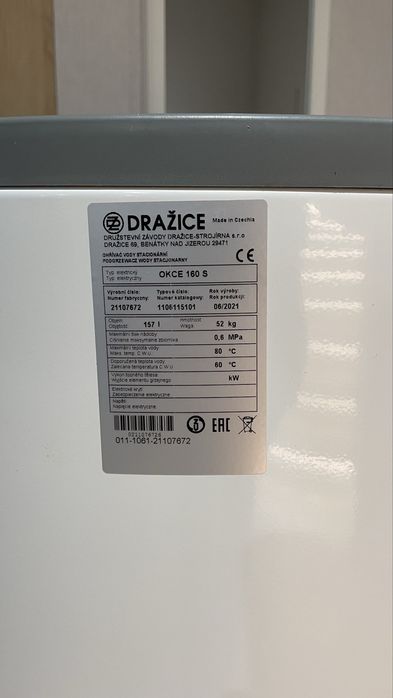 DRAŽICE Made in Czechia
DRUŽSTEVNÍ ZÁVODY DRAŽICE-STROJÍRNA s.r.o
DRAŽICE 69, BENÁTKY NAD JIZEROU 29471
OHŘÍVAČ VODY STACIONÁRNÍ
PODGRZEWACZ WODY STACJONARNY CE
Typ: elektrický
Typ: elektryczny
OKCE 160 S
Výrobní číslo: Typové číslo: Rok výroby:
Numer fabryczny: Numer katalogowy: Rok produkcji:
21107672 1106115101 06/2021
Objem
Objętość 157 l
Hmotnost
Waga 52 kg
Maximální tlak nádoby
Ciśnienie maksymalne zbiornika 0,6 MPa
Maximální teplota vody
Maks. temp. C.W.U. 80 °C
Doporučená teplota vody
Zalecana temperatura C.W.U. 60 °C
Výkon topného tělesa
Wyjście elementu grzejnego kW
Elektrické krytí
Zabezpieczenie elektryczne
Napětí
Napięcie elektryczne
EAC
011-1061-21107672